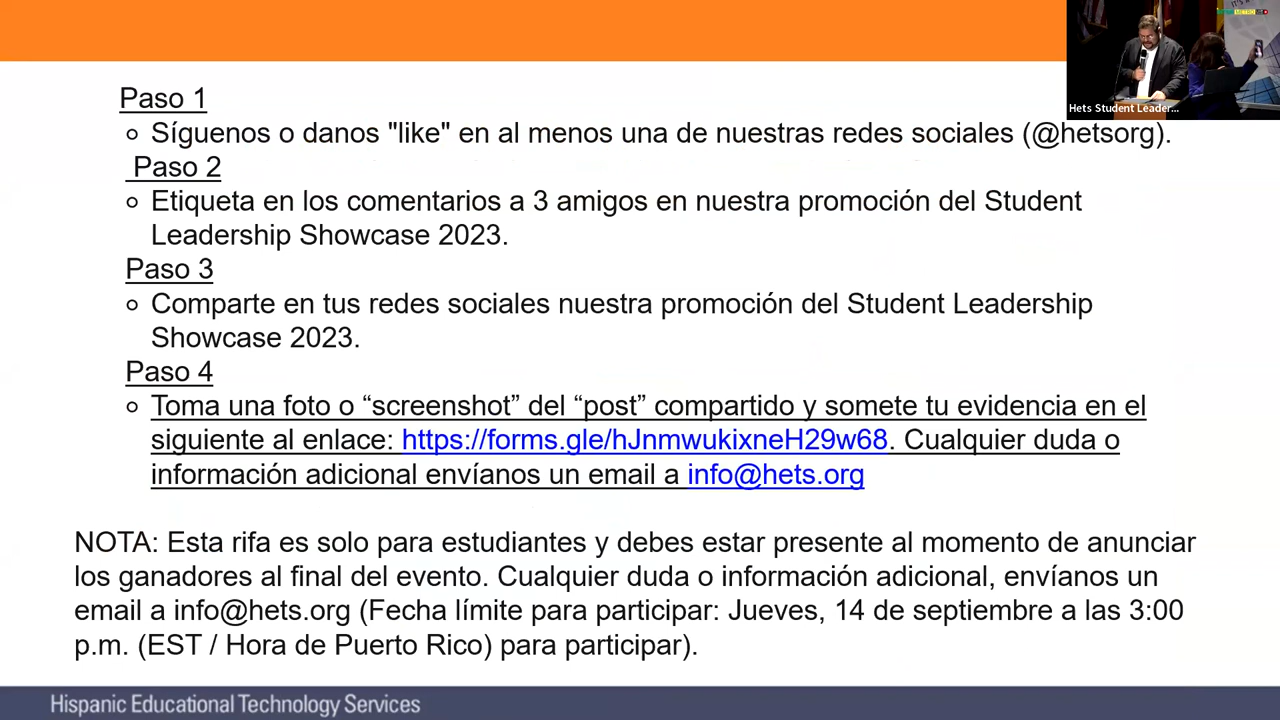 Hets Student Leader...
Paso 1
Síguenos o danos "like" en al menos una de nuestras redes sociales (@hetsorg).
Paso 2
Etiqueta en los comentarios a 3 amigos en nuestra promoción del Student
Leadership Showcase 2023.
Paso 3
Comparte en tus redes sociales nuestra promoción del Student Leadership
Showcase 2023.
Paso 4
Toma una foto o “screenshot” del “post” compartido y somete tu evidencia en el
siguiente al enlace: https://forms.gle/hJnmwukixneH29w68. Cualquier duda o
información adicional envíanos un email a info@hets.org
NOTA: Esta rifa es solo para estudiantes y debes estar presente al momento de anunciar
los ganadores al final del evento. Cualquier duda o información adicional, envíanos un
email a info@hets.org (Fecha límite para participar: Jueves, 14 de septiembre a las 3:00
p.m. (EST / Hora de Puerto Rico) para participar).
Hispanic Educational Technology Services